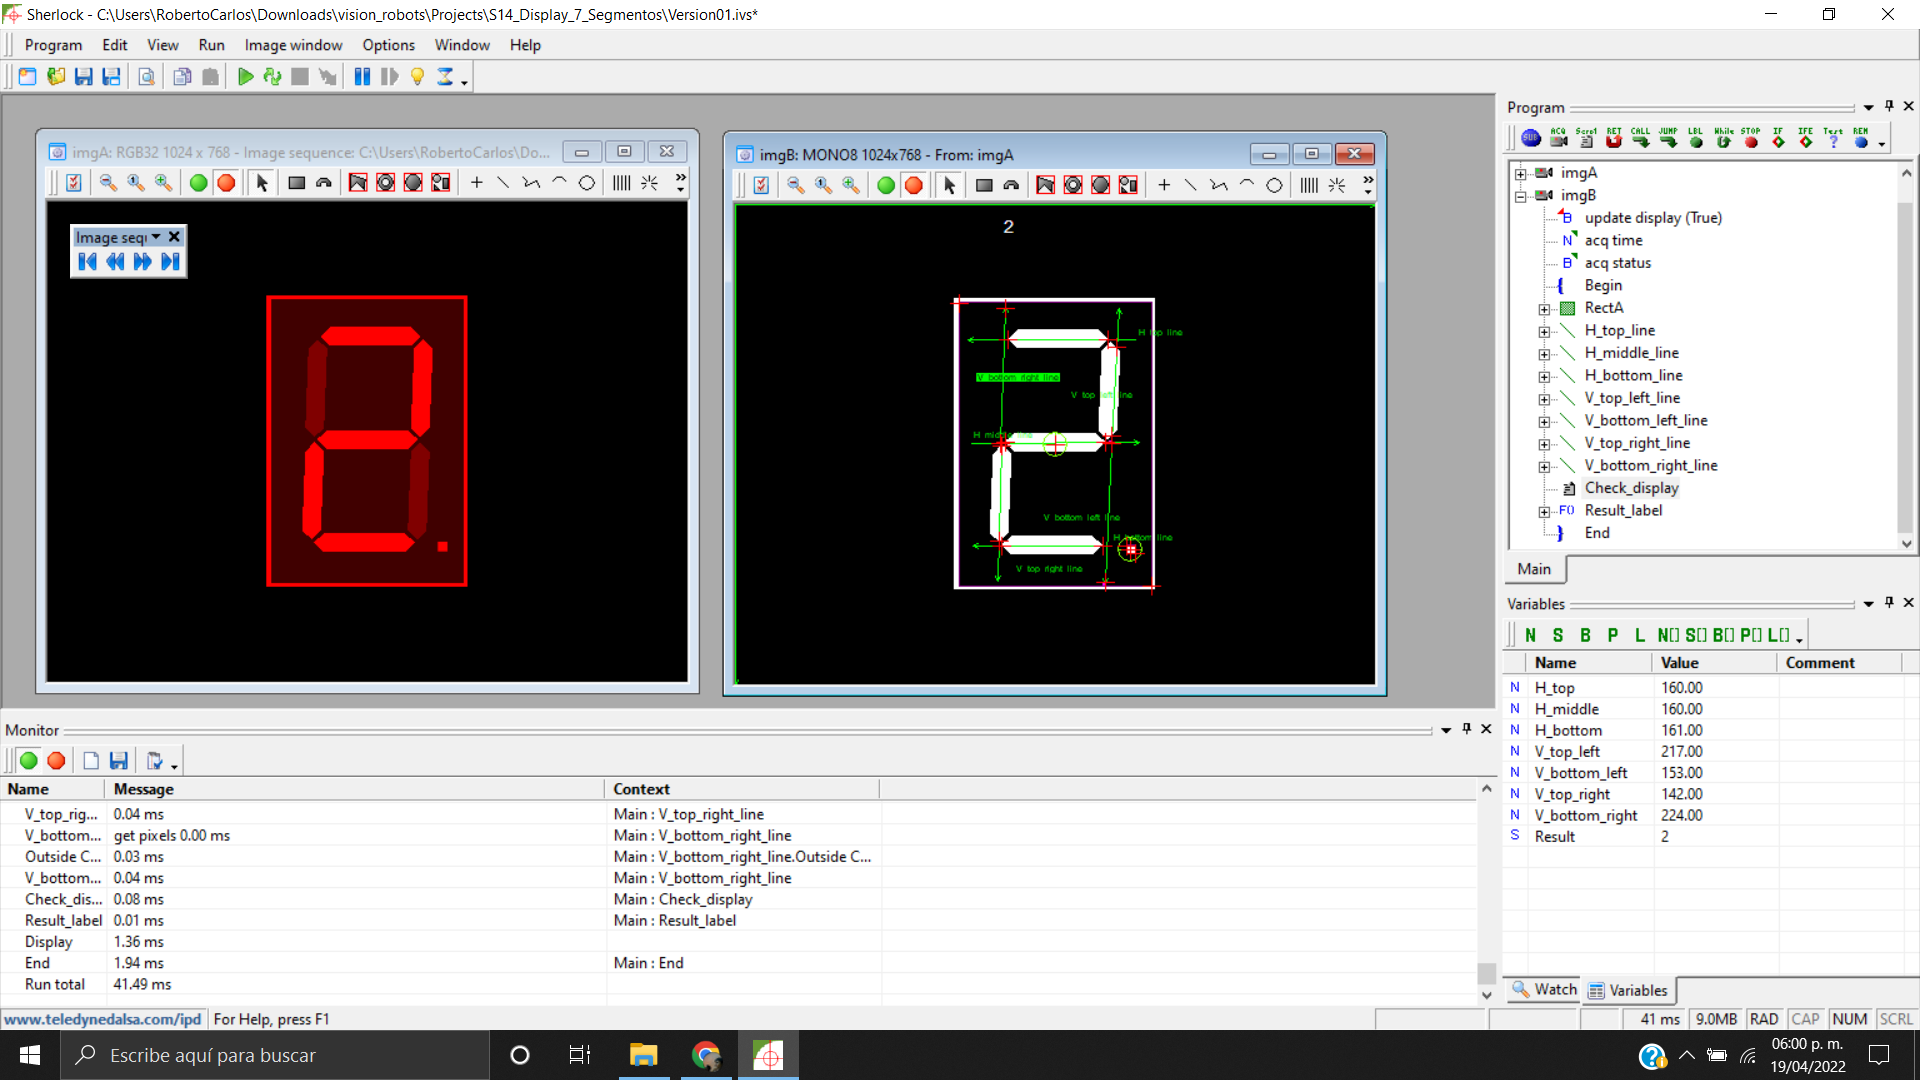 Sherlock - C:\Users\RobertoCarlos\Downloads\vision_robots\Projects\S14_Display_7_Segmentos\Version01.ivs*
Program Edit View Run Image window Options Window Help
imgA: RGB32 1024 x 768 - Image sequence: C:\Users\RobertoCarlos\Do...
Image seq
imgB: MONO8 1024x768 - From: imgA
2
H top line
V bottom right line
V top left line
H middle line
V bottom left line
H bottom line
V top right line
Program
SUB ACQ Script RET CALL JUMP LBL While STOP IF IFE Test REM
imgA
imgB
B update display (True)
N acq time
B acq status
{ Begin
RectA
H_top_line
H_middle_line
H_bottom_line
V_top_left_line
V_bottom_left_line
V_top_right_line
V_bottom_right_line
Check_display
F() Result_label
} End
Main
Variables
N S B P L N[] S[] B[] P[] L[]
Name Value Comment
N H_top 160.00
N H_middle 160.00
N H_bottom 161.00
N V_top_left 217.00
N V_bottom_left 153.00
N V_top_right 142.00
N V_bottom_right 224.00
S Result 2
Watch Variables
Monitor
Name Message Context
V_top_rig... 0.04 ms Main : V_top_right_line
V_bottom... get pixels 0.00 ms Main : V_bottom_right_line
Outside C... 0.03 ms Main : V_bottom_right_line.Outside C...
V_bottom... 0.04 ms Main : V_bottom_right_line
Check_dis... 0.08 ms Main : Check_display
Result_label 0.01 ms Main : Result_label
Display 1.36 ms
End 1.94 ms Main : End
Run total 41.49 ms
www.teledynedalsa.com/ipd For Help, press F1
41 ms 9.0MB RAD CAP NUM SCRL
Escribe aquí para buscar
06:00 p. m.
19/04/2022